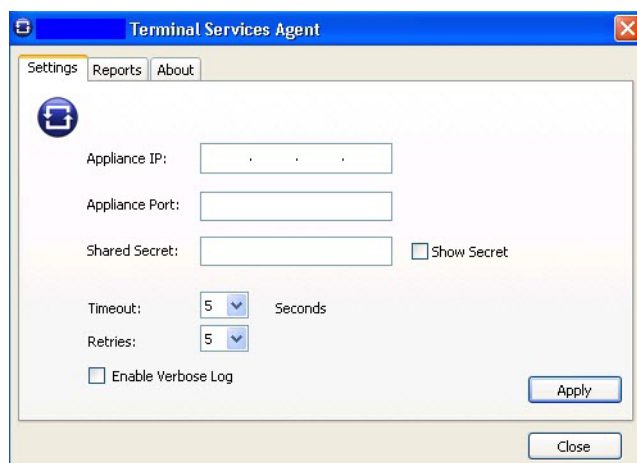 Terminal Services Agent
Settings Reports About
Appliance IP: . . .
Appliance Port:
Shared Secret: Show Secret
Timeout: 5 Seconds
Retries: 5
Enable Verbose Log
Apply
Close